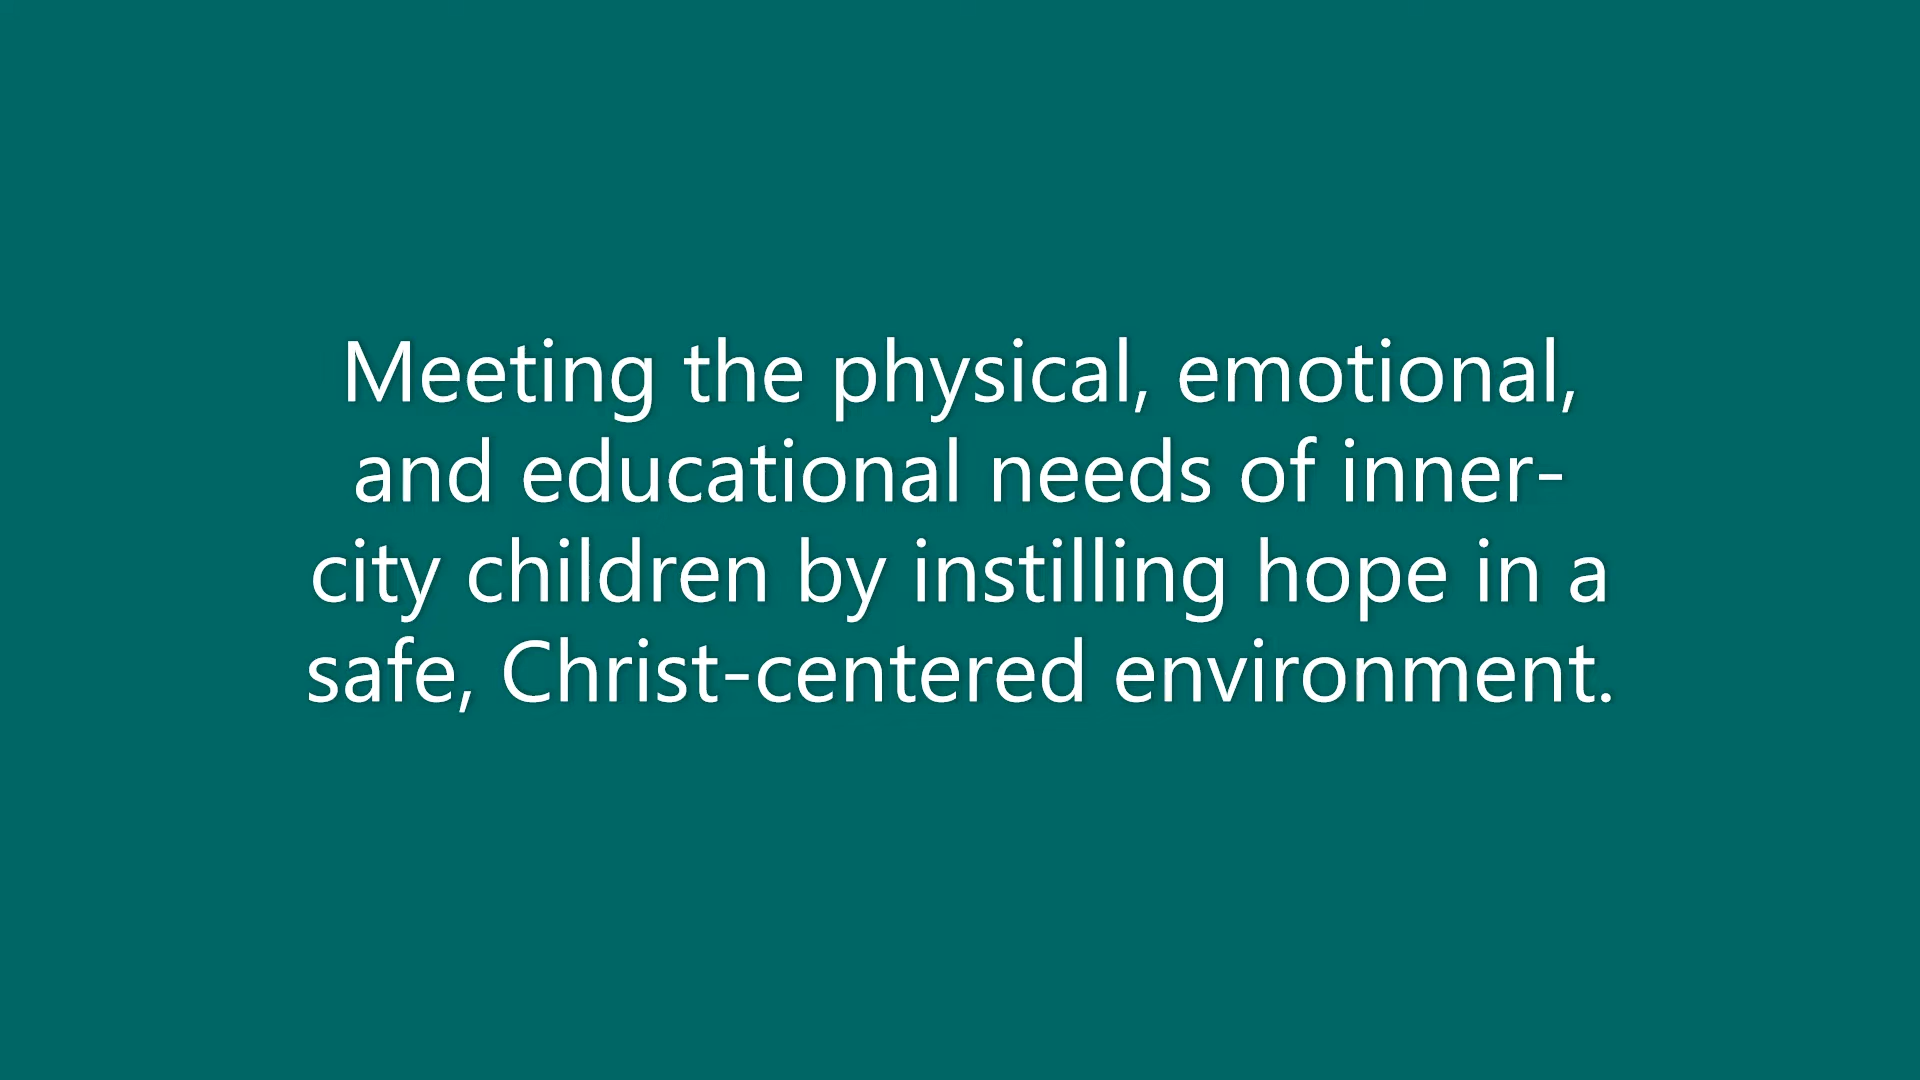 Meeting the physical, emotional,
and educational needs of inner-
city children by instilling hope in a
safe, Christ-centered environment.